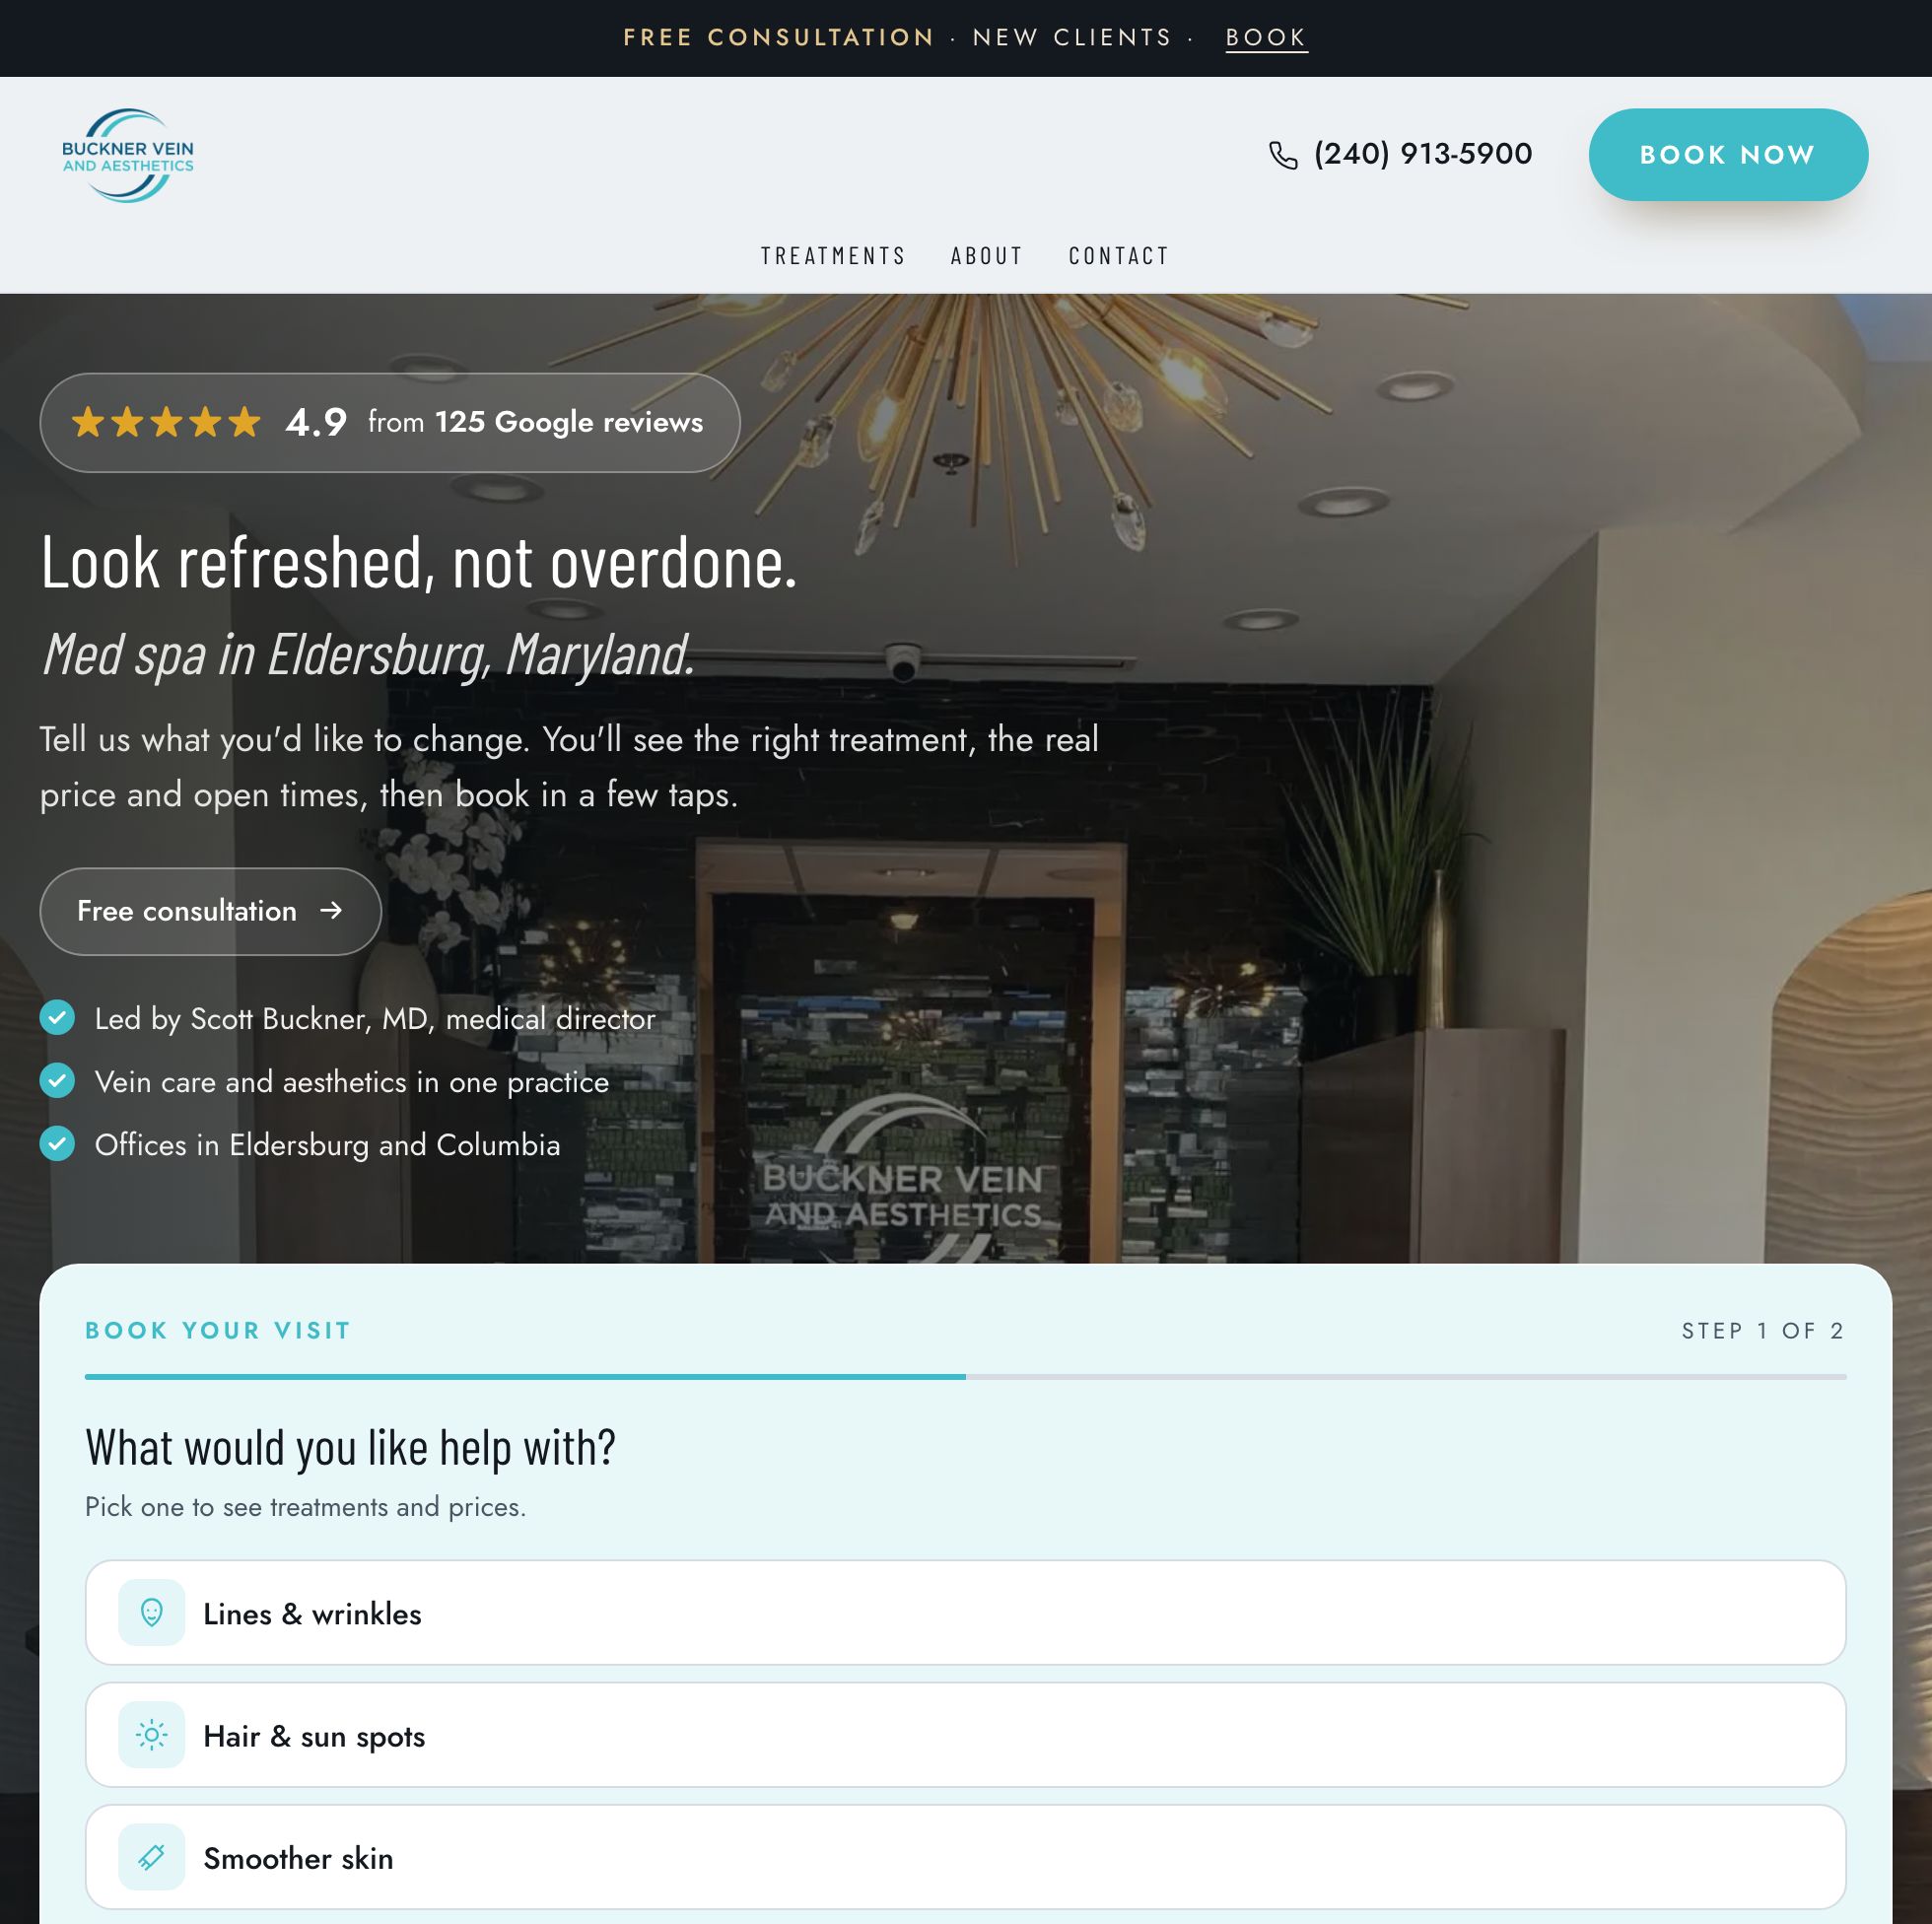 FREE CONSULTATION · NEW CLIENTS · BOOK
BUCKNER VEIN
AND AESTHETICS
(240) 913-5900
BOOK NOW
TREATMENTS ABOUT CONTACT
4.9 from 125 Google reviews
Look refreshed, not overdone.
Med spa in Eldersburg, Maryland.
Tell us what you'd like to change. You'll see the right treatment, the real
price and open times, then book in a few taps.
Free consultation →
Led by Scott Buckner, MD, medical director
Vein care and aesthetics in one practice
Offices in Eldersburg and Columbia
BUCKNER VEIN
AND AESTHETICS
BOOK YOUR VISIT
STEP 1 OF 2
What would you like help with?
Pick one to see treatments and prices.
Lines & wrinkles
Hair & sun spots
Smoother skin